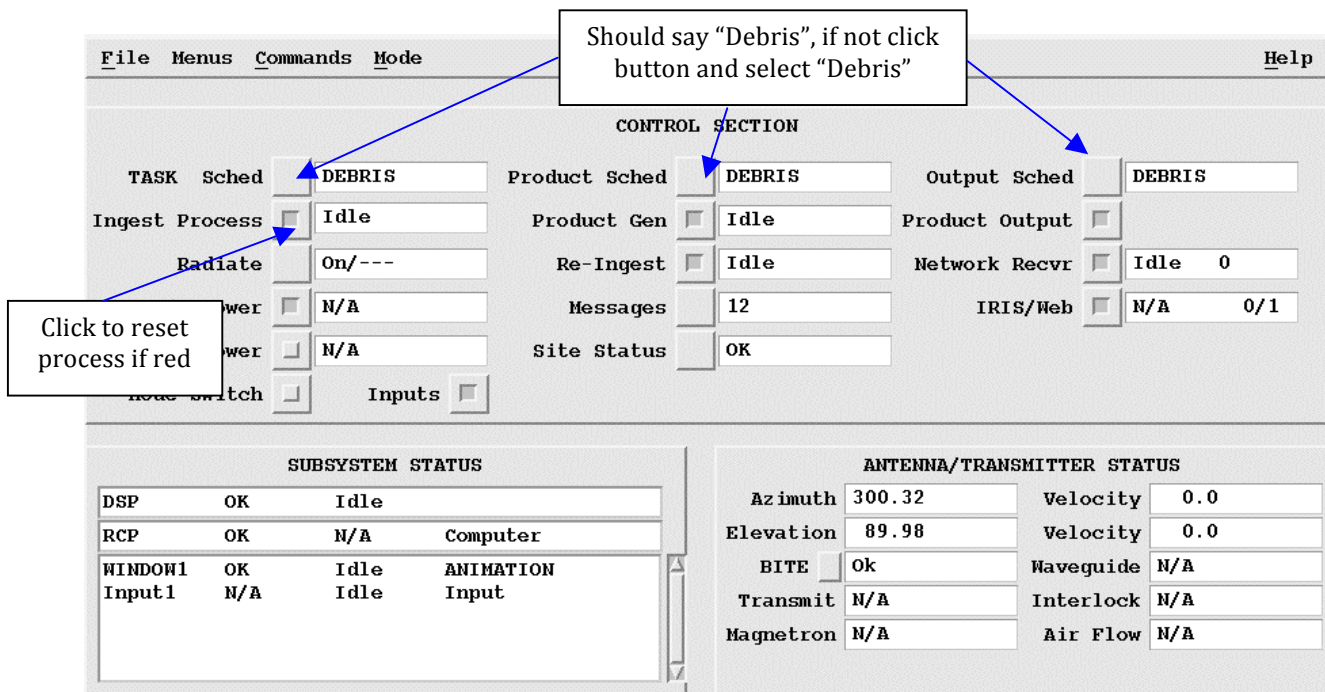 Should say “Debris”, if not click
button and select “Debris”
File Menus Commands Mode Help
CONTROL SECTION
TASK Sched DEBRIS Product Sched DEBRIS Output Sched DEBRIS
Ingest Process Idle Product Gen Idle Product Output
Radiate On/--- Re-Ingest Idle Network Recvr Idle 0
N/A Messages 12 IRIS/Web N/A 0/1
Click to reset
process if red
N/A Site Status OK
Inputs
SUBSYSTEM STATUS
DSP OK Idle
RCP OK N/A Computer
WINDOW1 OK Idle ANIMATION
Input1 N/A Idle Input
ANTENNA/TRANSMITTER STATUS
Azimuth 300.32 Velocity 0.0
Elevation 89.98 Velocity 0.0
BITE Ok Waveguide N/A
Transmit N/A Interlock N/A
Magnetron N/A Air Flow N/A